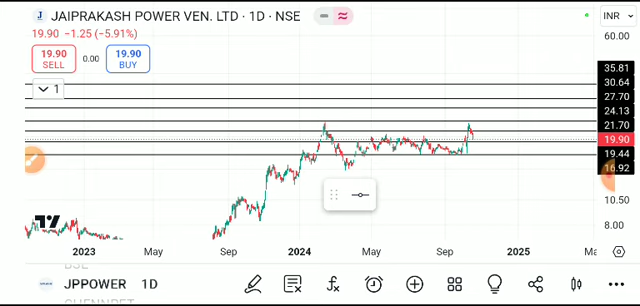 J JAIPRAKASH POWER VEN. LTD · 1D · NSE
INR
19.90 −1.25 (−5.91%)
60.00
19.90 0.00 19.90
SELL BUY
35.81
1
30.64
27.70
24.13
21.70
19.90
19.44
16.92
10.50
8.00
2023 May Sep 2024 May Sep 2025
JPPOWER 1D